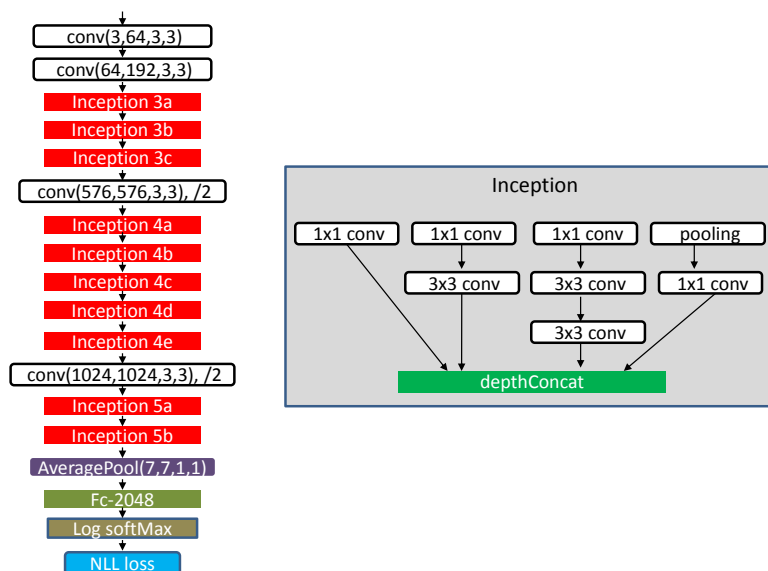 conv(3,64,3,3)
conv(64,192,3,3)
Inception 3a
Inception 3b
Inception 3c
conv(576,576,3,3), /2
Inception 4a
Inception 4b
Inception 4c
Inception 4d
Inception 4e
conv(1024,1024,3,3), /2
Inception 5a
Inception 5b
AveragePool(7,7,1,1)
Fc-2048
Log softMax
NLL loss
Inception
1x1 conv
1x1 conv
1x1 conv
pooling
3x3 conv
3x3 conv
1x1 conv
3x3 conv
depthConcat